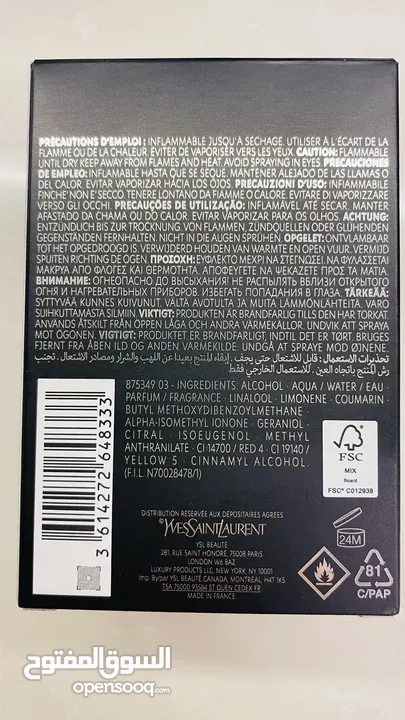 PRÉCAUTIONS D'EMPLOI : INFLAMMABLE JUSQU'À SÉCHAGE. UTILISER À L'ÉCART DE LA
FLAMME OU DE LA CHALEUR, ÉVITER DE VAPORISER VERS LES YEUX. CAUTION: FLAMMABLE
UNTIL DRY. KEEP AWAY FROM FLAMES AND HEAT, AVOID SPRAYING IN EYES. PRECAUCIONES
DE EMPLEO: INFLAMABLE HASTA QUE SE SEQUE, MANTENER ALEJADO DE LAS LLAMAS O
DEL CALOR. EVITAR VAPORIZAR HACIA LOS OJOS. PRECAUZIONI D'USO: INFIAMMABILE
FINCHÉ NON È SECCO. TENERE LONTANO DA FIAMME O FONTI DI CALORE, EVITARE DI VAPORIZZARE
VERSO GLI OCCHI. PRECAUÇÕES DE UTILIZAÇÃO: INFLAMÁVEL ATÉ SECAR. MANTER
AFASTADO DA CHAMA OU DO CALOR. EVITAR VAPORIZAR PARA OS OLHOS. ACHTUNG:
ENTZÜNDLICH BIS ZUR TROCKNUNG. VON FLAMMEN, ZUNDQUELLEN ODER GLÜHENDEN
GEGENSTÄNDEN FERNHALTEN. NICHT IN DIE AUGEN SPRÜHEN. OPGELET: ONTVLAMBAAR
TOT HET OPGEDROOGD IS. VERWIJDERD HOLDEN VAN WARMTE EN OPEN VUUR. VERMIJD
SPUITEN RICHTING DE OGEN. ΠΡΟΣΟΧΗ: ΕΥΦΛΕΚΤΟ ΜΕΧΡΙ ΝΑ ΣΤΕΓΝΩΣΕΙ. ΝΑ ΦΥΛΑΣΣΕΤΑΙ
ΜΑΚΡΥΑ ΑΠΟ ΦΛΟΓΕΣ ΚΑΙ ΘΕΡΜΟΤΗΤΑ. ΑΠΟΦΕΥΓΕΤΕ ΝΑ ΨΕΚΑΖΕΤΕ ΠΡΟΣ ΤΑ ΜΑΤΙΑ.
ВНИМАНИЕ: ОГНЕОПАСНО ДО ВЫСЫХАНИЯ НЕ РАСПЫЛЯТЬ ВБЛИЗИ ОТКРЫТОГО
ОГНЯ И НАГРЕВАТЕЛЬНЫХ ПРИБОРОВ ИЗБЕГАТЬ ПОПАДАНИЯ В ГЛАЗА TÄRKEÄÄ:
SYTTYVÄÄ KUNNES KUIVUNUT. VÄLTÄ AVOTULTA JA MUITA LÄMMÖNLÄHTEITÄ. VARO
SUIHKUTTAMASTA SILMIIN. VIKTIGT: PRODUKTEN ÄR BRANDFARLIG TILLS DEN HAR TORKAT.
ANVÄNDS ÅTSKILT FRÅN ÖPPEN LÅGA OCH ANDRA VÄRMEKÄLLOR. UNDVIK ATT SPRAYA
MOT ÖGONEN. VIKTIGT: PRODUKTET ER BRANDFARLIGT, INDTIL DET ER TØRT. BRUGES
FJERNT FRA ÅBEN ILD OG ANDEN VARMEKILDE. UNDGÅ AT SPRAYE MOD ØJNENE.
تحذيرات الاستعمال: قابل للاشتعال حتى يجف. إبقاء المنتج بعيدا عن اللهب والشرار ومصادر الاشتعال. تجنب
رش المنتج باتجاه العين. للاستعمال الخارجي فقط.
875349 03 - INGREDIENTS: ALCOHOL • AQUA / WATER / EAU •
PARFUM / FRAGRANCE • LINALOOL • LIMONENE • COUMARIN •
BUTYL METHOXYDIBENZOYLMETHANE •
ALPHA-ISOMETHYL IONONE • GERANIOL •
CITRAL • ISOEUGENOL • METHYL
ANTHRANILATE • CI 14700 / RED 4 • CI 19140 /
YELLOW 5 • CINNAMYL ALCOHOL.
(F.I.L. N70028478/1)
3 614272 648333
FSC
MIX
Board
FSC® C012938
DISTRIBUTION RÉSERVÉE AUX DÉPOSITAIRES AGRÉÉS
©YVESSAINTLAURENT
YSL BEAUTÉ
281, RUE SAINT HONORÉ, 75008 PARIS
LONDON W6 8AZ
LUXURY PRODUCTS LLC, NEW YORK, NY 10001
Imp. By/par YSL BEAUTÉ CANADA, MONTRÉAL, H4T 1K5
TSA 75000 93584 ST OUEN CEDEX FR
24M
81
C/PAP
السوق المفتوح
opensooq.com